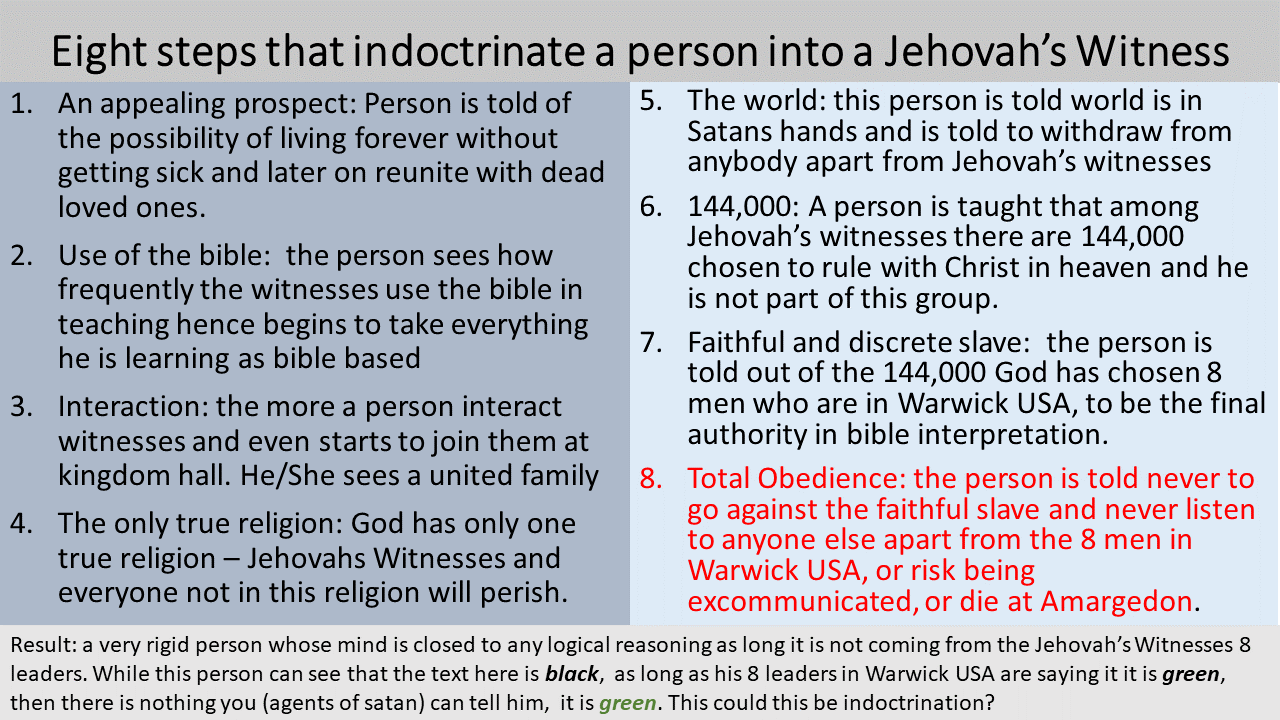 Eight steps that indoctrinate a person into a Jehovah's Witness
1. An appealing prospect: Person is told of
the possibility of living forever without
getting sick and later on reunite with dead
loved ones.
2. Use of the bible: the person sees how
frequently the witnesses use the bible in
teaching hence begins to take everything
he is learning as bible based
3. Interaction: the more a person interact
witnesses and even starts to join them at
kingdom hall. He/She sees a united family
4. The only true religion: God has only one
true religion – Jehovahs Witnesses and
everyone not in this religion will perish.
5. The world: this person is told world is in
Satans hands and is told to withdraw from
anybody apart from Jehovah's witnesses
6. 144,000: A person is taught that among
Jehovah's witnesses there are 144,000
chosen to rule with Christ in heaven and he
is not part of this group.
7. Faithful and discrete slave: the person is
told out of the 144,000 God has chosen 8
men who are in Warwick USA, to be the final
authority in bible interpretation.
8. Total Obedience: the person is told never to
go against the faithful slave and never listen
to anyone else apart from the 8 men in
Warwick USA, or risk being
excommunicated, or die at Amargedon.
Result: a very rigid person whose mind is closed to any logical reasoning as long it is not coming from the Jehovah's Witnesses 8
leaders. While this person can see that the text here is black, as long as his 8 leaders in Warwick USA are saying it it is green,
then there is nothing you (agents of satan) can tell him, it is green. This could this be indoctrination?